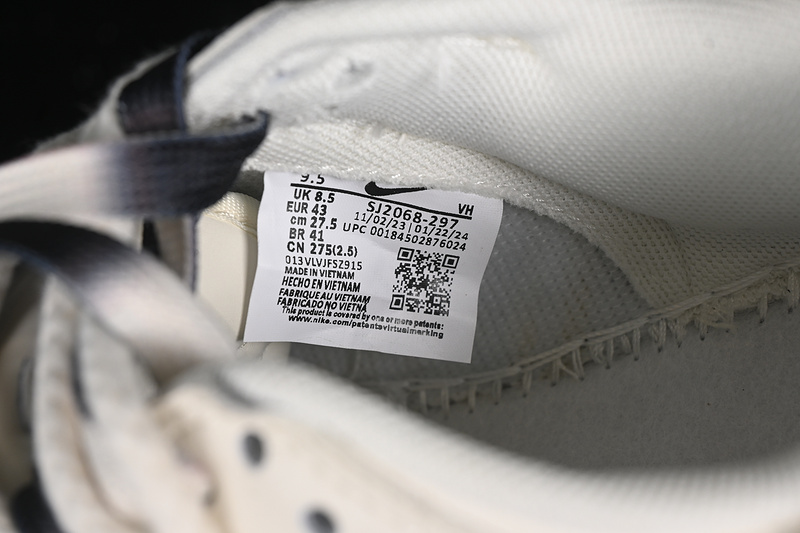 9.5
UK 8.5 VH
EUR 43 SJ2068-297
cm 27.5 11/02/23 | 01/22/24
BR 41 UPC 00184502876024
CN 275(2.5)
013VLVJFSZ915
MADE IN VIETNAM
HECHO EN VIETNAM
FABRIQUE AU VIETNAM
FABRICADO NO VIETNA
This product is covered by one or more patents:
www.nike.com/patentsvirtualmarking